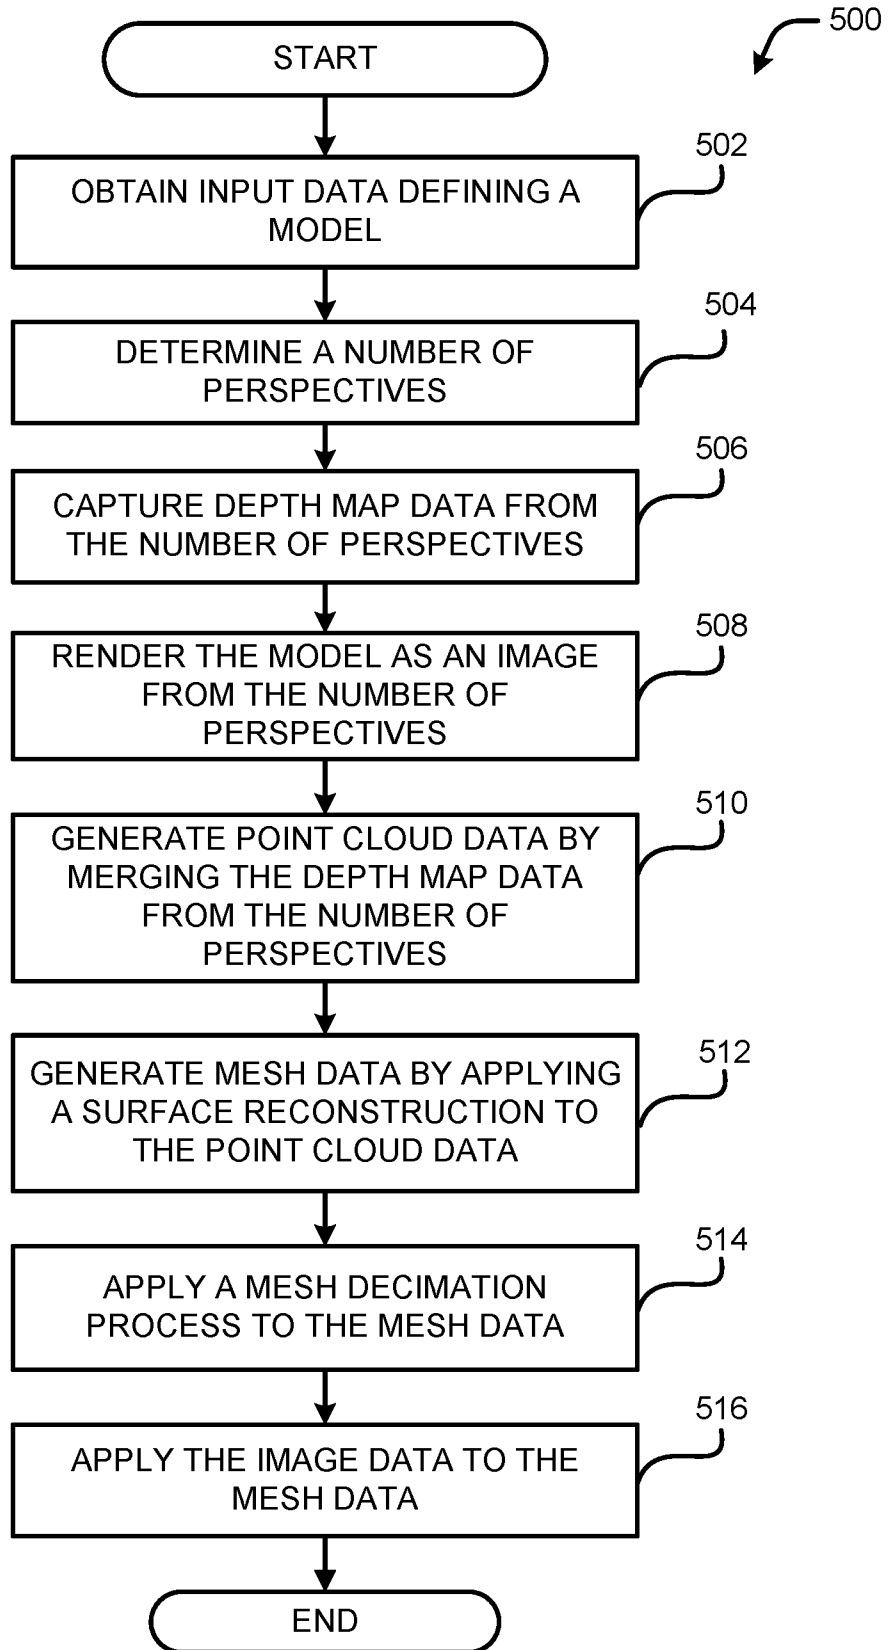 500
START
502
OBTAIN INPUT DATA DEFINING A
MODEL
504
DETERMINE A NUMBER OF
PERSPECTIVES
506
CAPTURE DEPTH MAP DATA FROM
THE NUMBER OF PERSPECTIVES
508
RENDER THE MODEL AS AN IMAGE
FROM THE NUMBER OF
PERSPECTIVES
510
GENERATE POINT CLOUD DATA BY
MERGING THE DEPTH MAP DATA
FROM THE NUMBER OF
PERSPECTIVES
512
GENERATE MESH DATA BY APPLYING
A SURFACE RECONSTRUCTION TO
THE POINT CLOUD DATA
514
APPLY A MESH DECIMATION
PROCESS TO THE MESH DATA
516
APPLY THE IMAGE DATA TO THE
MESH DATA
END